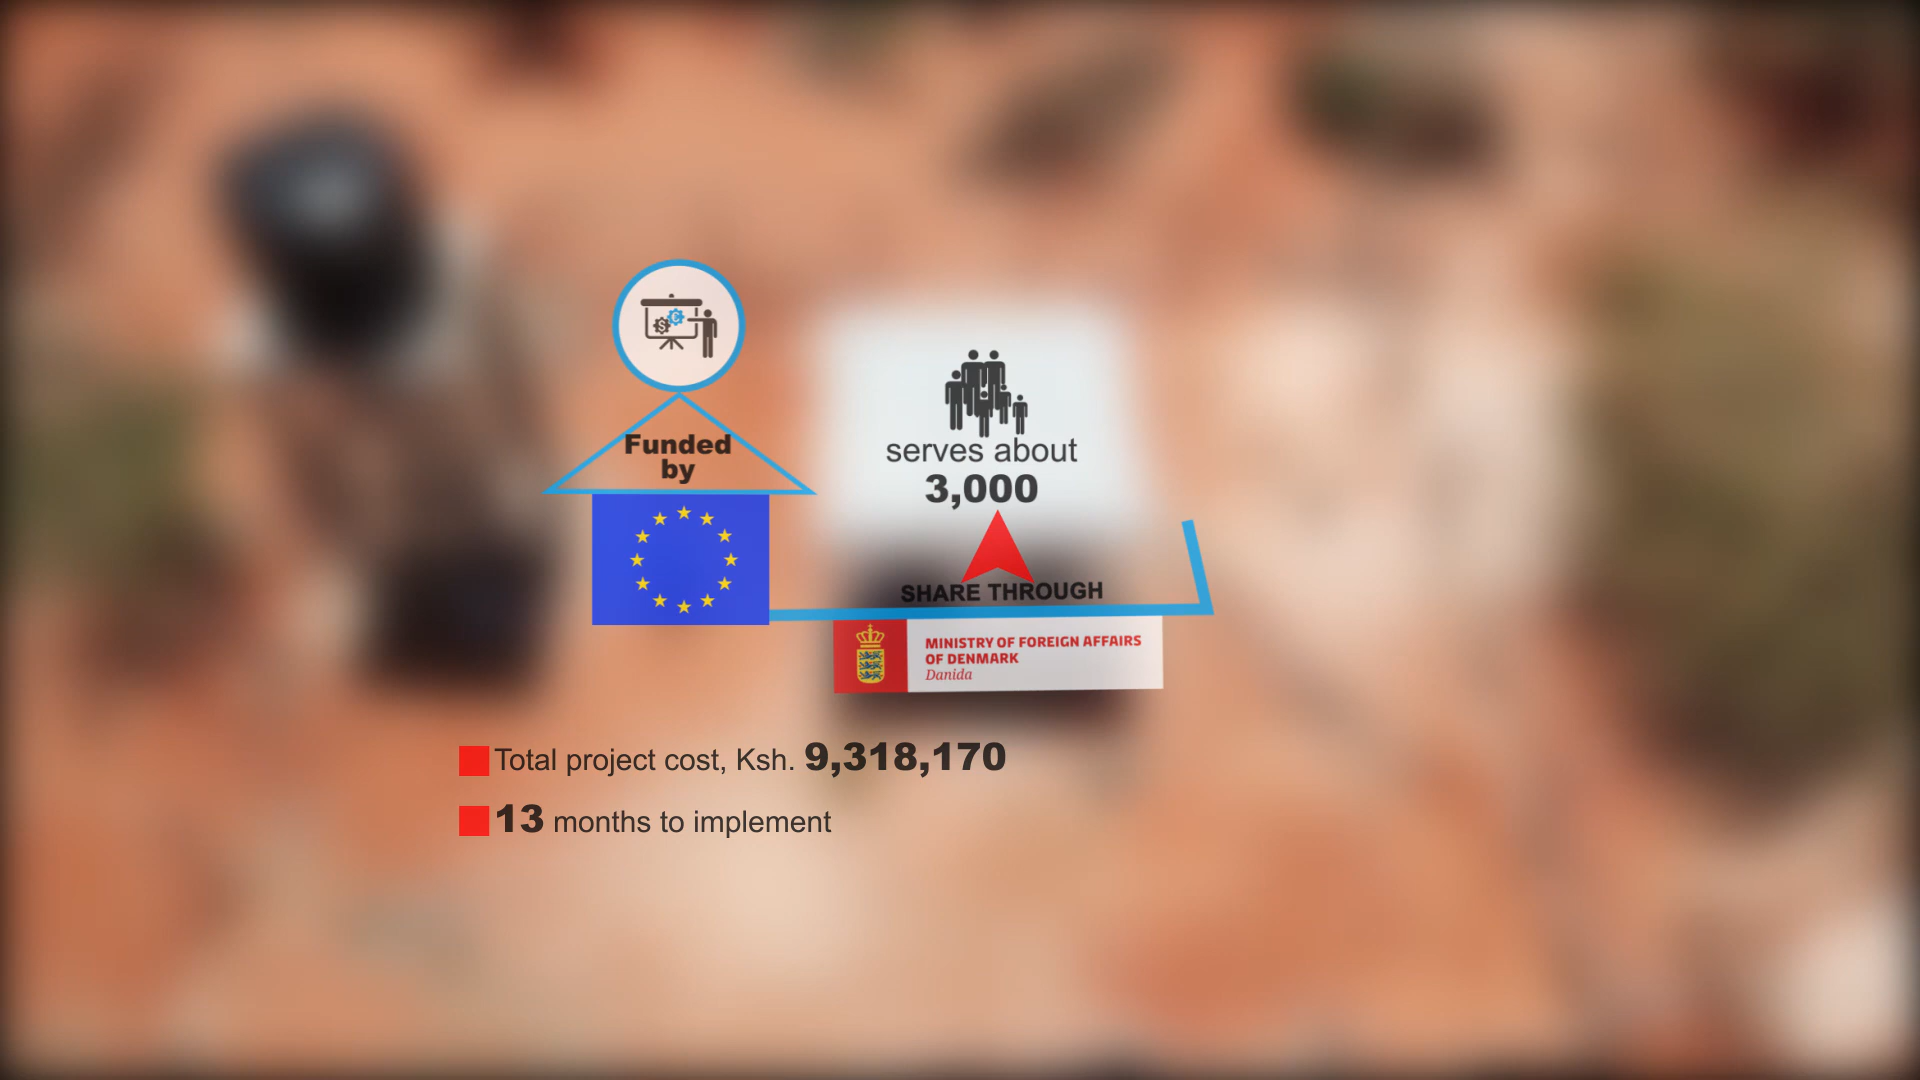 Funded
by
serves about
3,000
SHARE THROUGH
MINISTRY OF FOREIGN AFFAIRS
OF DENMARK
Danida
Total project cost, Ksh. 9,318,170
13 months to implement